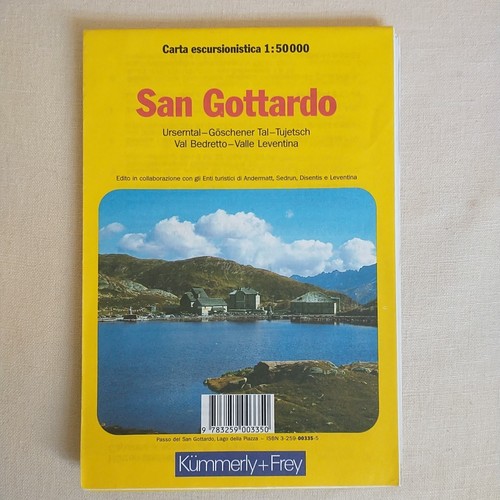 Carta escursionistica 1:50000
San Gottardo
Urserntal–Göschener Tal–Tujetsch
Val Bedretto–Valle Leventina
Edito in collaborazione con gli Enti turistici di Andermatt, Sedrun, Disentis e Leventina
9 783259 003350
Passo del San Gottardo, Lago della Piazza – ISBN 3-259 00335-5
Kümmerly+Frey